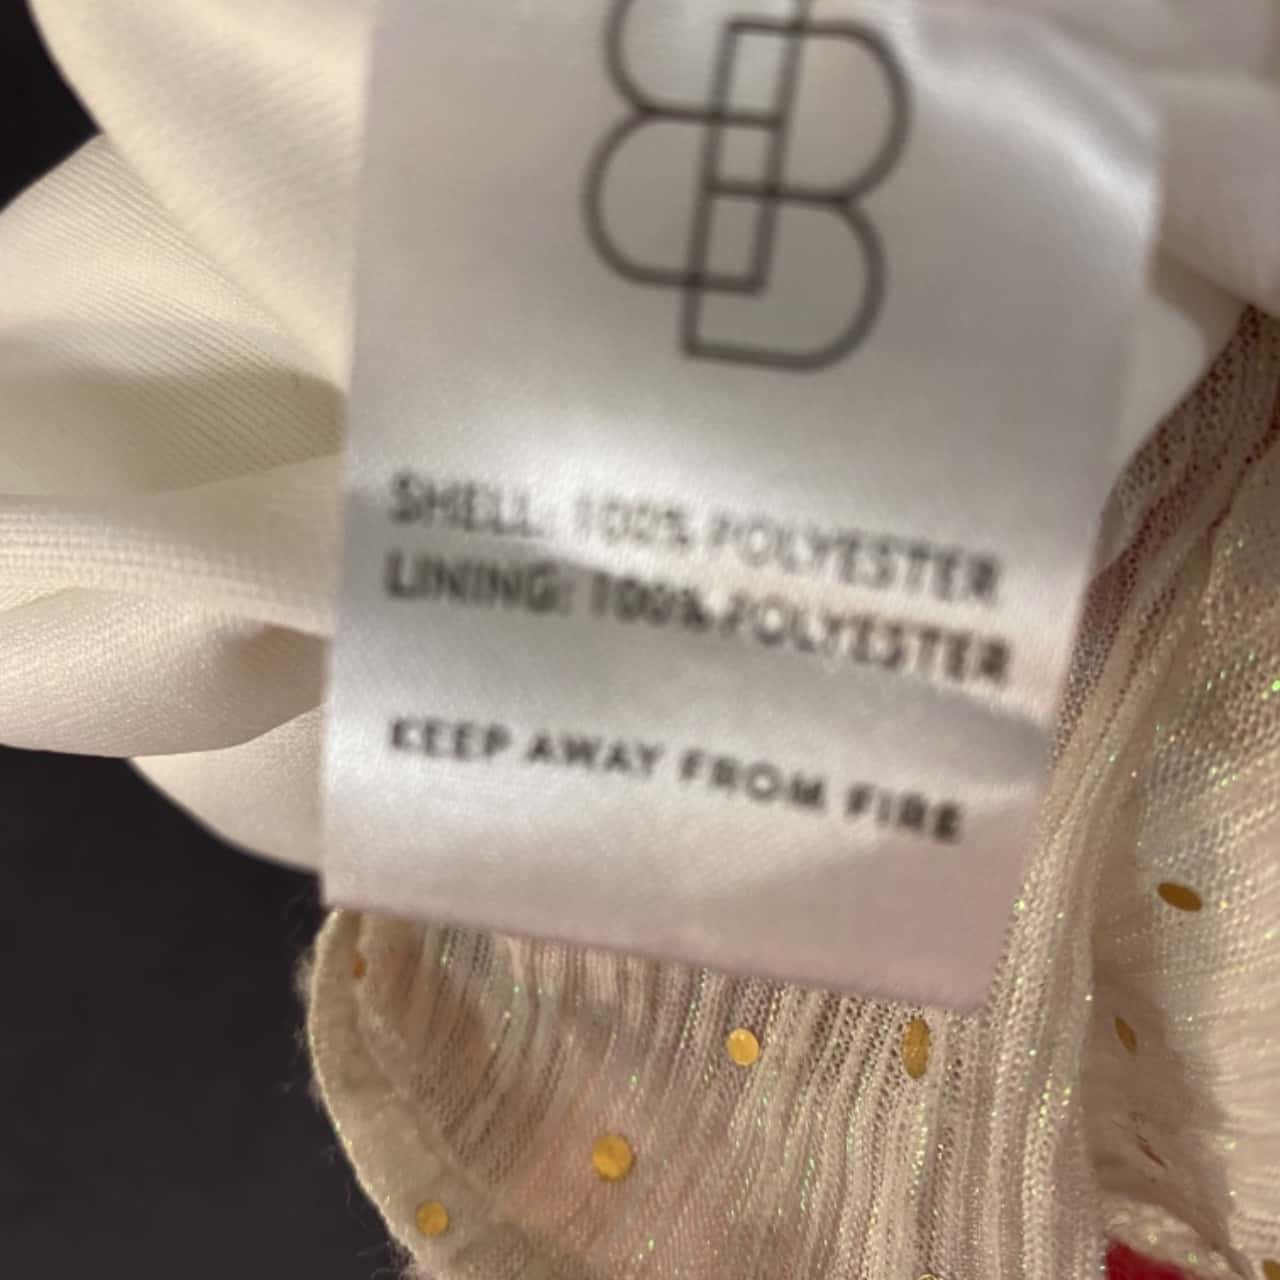 SHELL: 100% POLYESTER
LINING: 100% POLYESTER
KEEP AWAY FROM FIRE